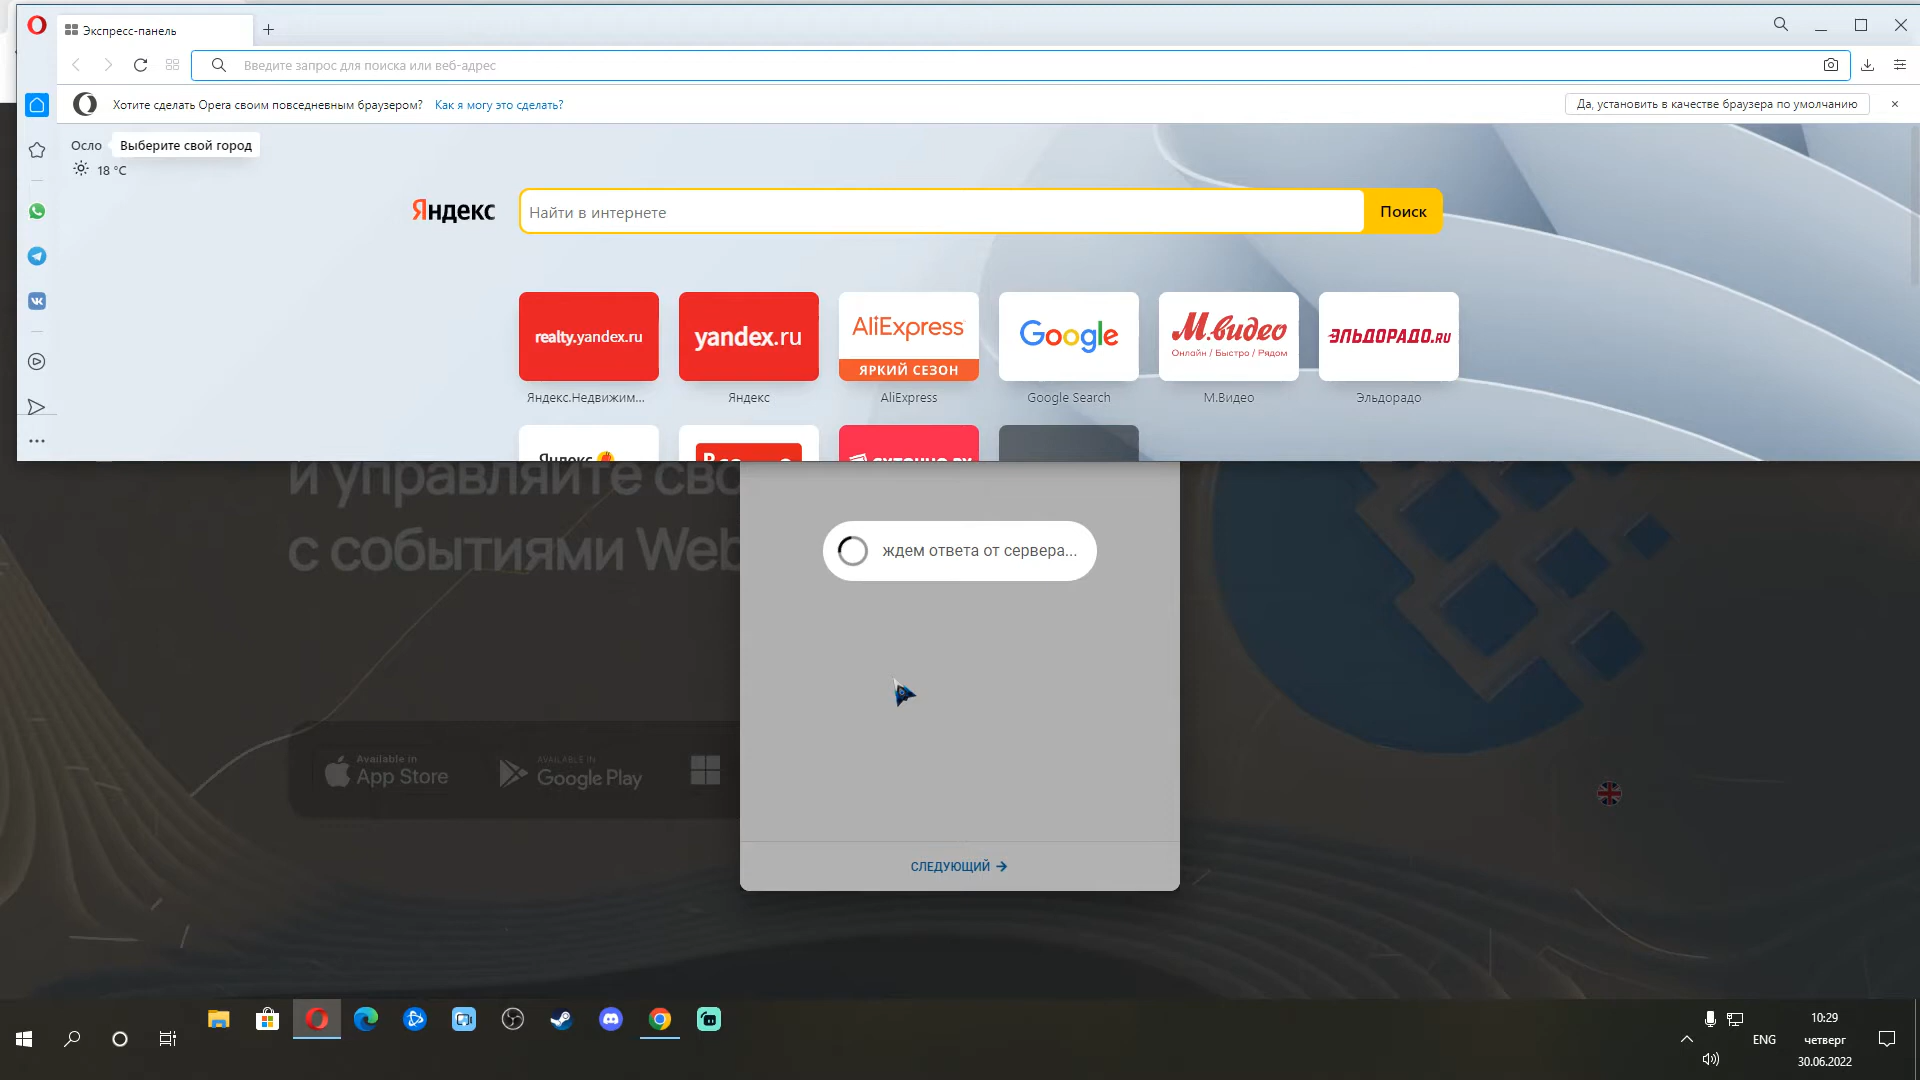 Экспресс-панель
Введите запрос для поиска или веб-адрес
Хотите сделать Opera своим повседневным браузером? Как я могу это сделать?
Да, установить в качестве браузера по умолчанию
Осло
Выберите свой город
18 °C
Яндекс
Найти в интернете
Поиск
realty.yandex.ru
yandex.ru
AliExpress
ЯРКИЙ СЕЗОН
Google
М.видео
Онлайн / Быстро / Рядом
ЭЛЬДОРАДО.RU
Яндекс.Недвижим...
Яндекс
AliExpress
Google Search
М.Видео
Эльдорадо
Яндекс
и управляйте сво
с событиями Web
ждем ответа от сервера...
Available in
App Store
AVAILABLE IN
Google Play
СЛЕДУЮЩИЙ
ENG
10:29
четверг
30.06.2022